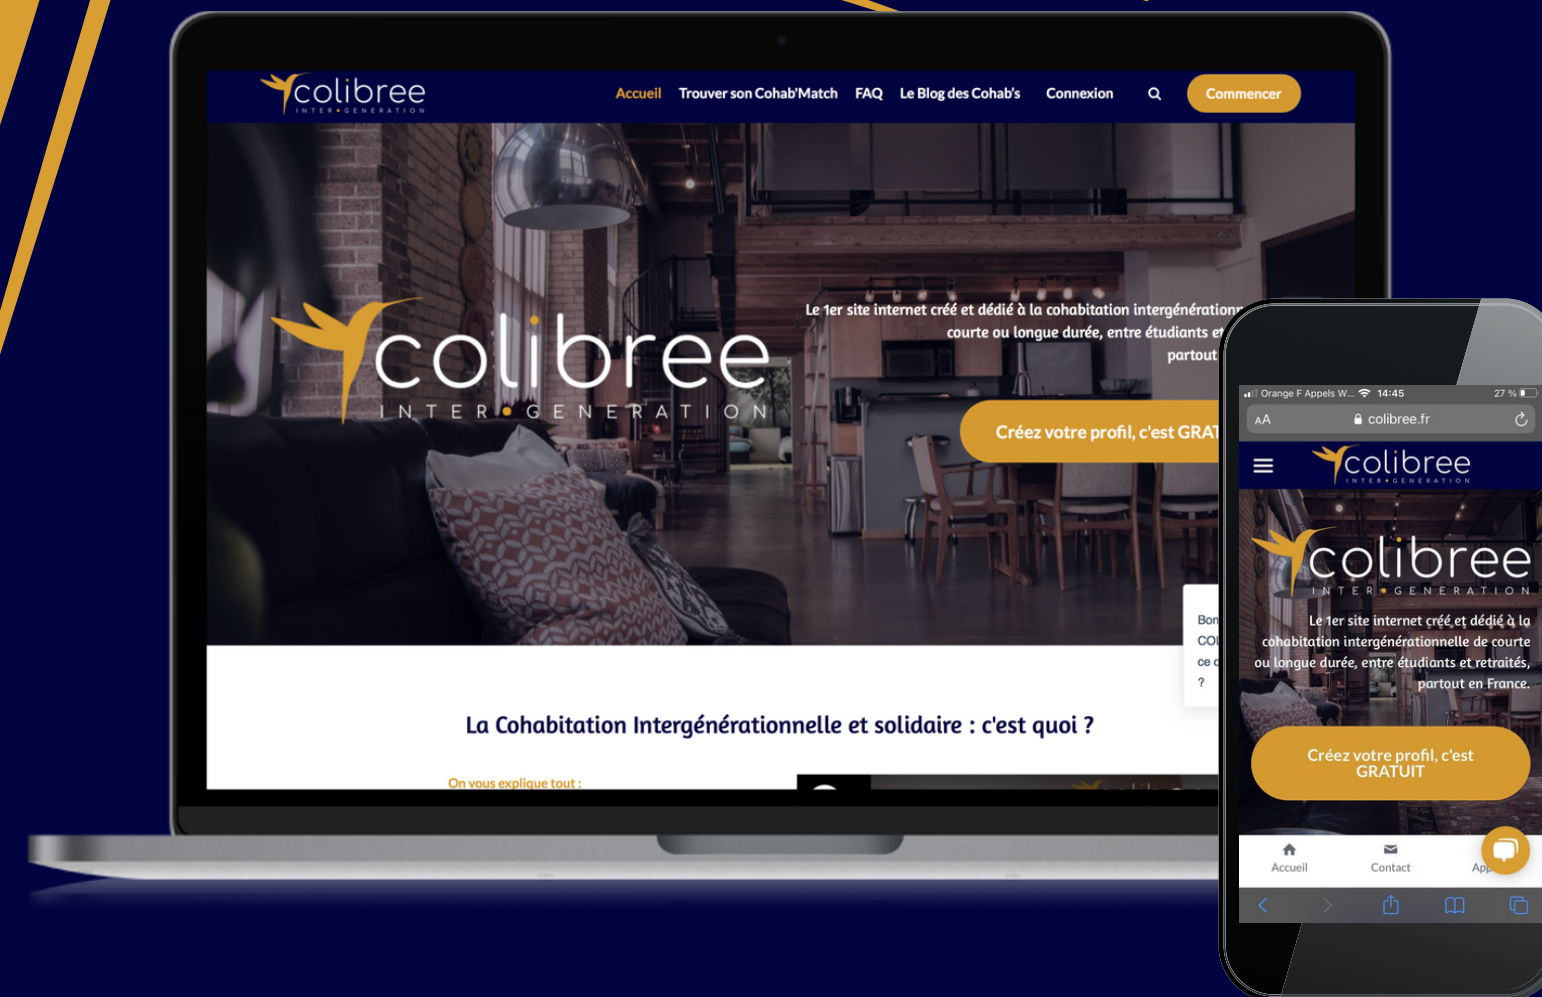 colibree
INTER•GENERATION
Accueil Trouver son Cohab'Match FAQ Le Blog des Cohab's Connexion Commencer
colibree
INTER•GENERATION
Le 1er site internet créé et dédié à la cohabitation
courte ou longue durée, entre étudiants et
partout
Créez votre profil, c'est
La Cohabitation Intergénérationnelle et solidaire : c'est quoi ?
On vous explique tout :
ce
?
Orange F Appels W... 14:45 27 %
AA colibree.fr
colibree
INTER•GENERATION
colibree
INTER•GENERATION
Le 1er site internet créé et dédié à la
cohabitation intergénérationnelle de courte
ou longue durée, entre étudiants et retraités,
partout en France.
Créez votre profil, c'est
GRATUIT
Accueil Contact